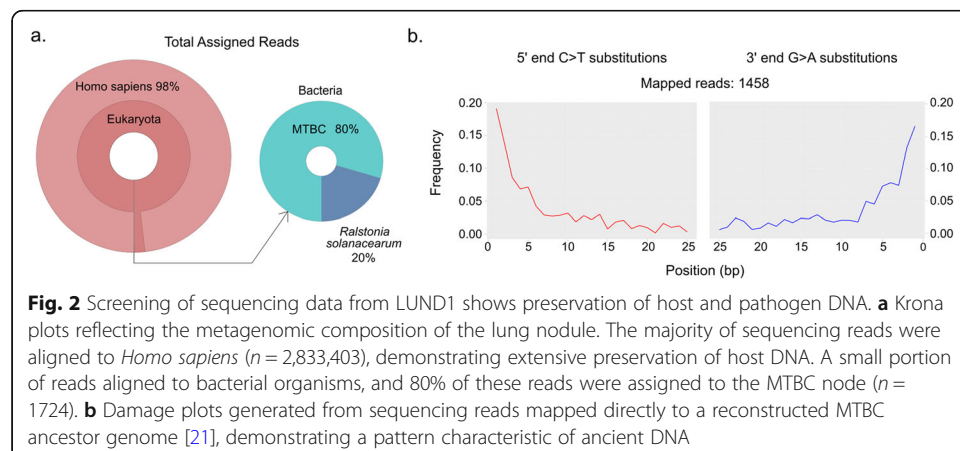 a.
Total Assigned Reads
Homo sapiens 98%
Eukaryota
Bacteria
MTBC 80%
Ralstonia
solanacearum
20%
b.
5' end C>T substitutions
3' end G>A substitutions
Mapped reads: 1458
Frequency
0.20
0.15
0.10
0.05
0.00
0 5 10 15 20 25
25 20 15 10 5 0
0.20
0.15
0.10
0.05
0.00
Position (bp)
Fig. 2 Screening of sequencing data from LUND1 shows preservation of host and pathogen DNA. a Krona
plots reflecting the metagenomic composition of the lung nodule. The majority of sequencing reads were
aligned to Homo sapiens (n = 2,833,403), demonstrating extensive preservation of host DNA. A small portion
of reads aligned to bacterial organisms, and 80% of these reads were assigned to the MTBC node (n =
1724). b Damage plots generated from sequencing reads mapped directly to a reconstructed MTBC
ancestor genome [21], demonstrating a pattern characteristic of ancient DNA